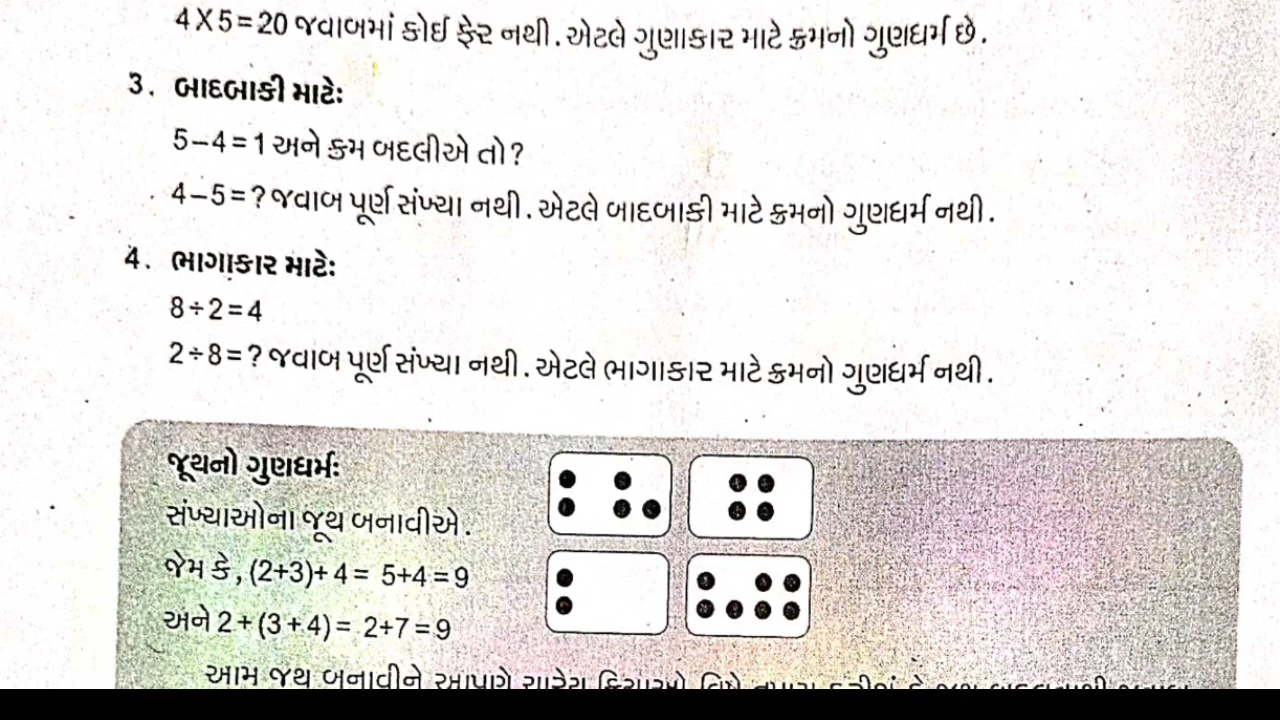 4×5=20 જવાબમાં કોઈ ફેર નથી. એટલે ગુણાકાર માટે ક્રમનો ગુણધર્મ છે.
3. બાદબાકી માટેઃ
5–4=1 અને ક્રમ બદલીએ તો?
4–5=? જવાબ પૂર્ણ સંખ્યા નથી. એટલે બાદબાકી માટે ક્રમનો ગુણધર્મ નથી.
4. ભાગાકાર માટેઃ
8÷2=4
2÷8=? જવાબ પૂર્ણ સંખ્યા નથી. એટલે ભાગાકાર માટે ક્રમનો ગુણધર્મ નથી.
જૂથનો ગુણધર્મઃ
સંખ્યાઓના જૂથ બનાવીએ.
જેમ કે, (2+3)+4= 5+4=9
અને 2+(3+4)= 2+7=9
આમ જૂથ બનાવીને આપણે